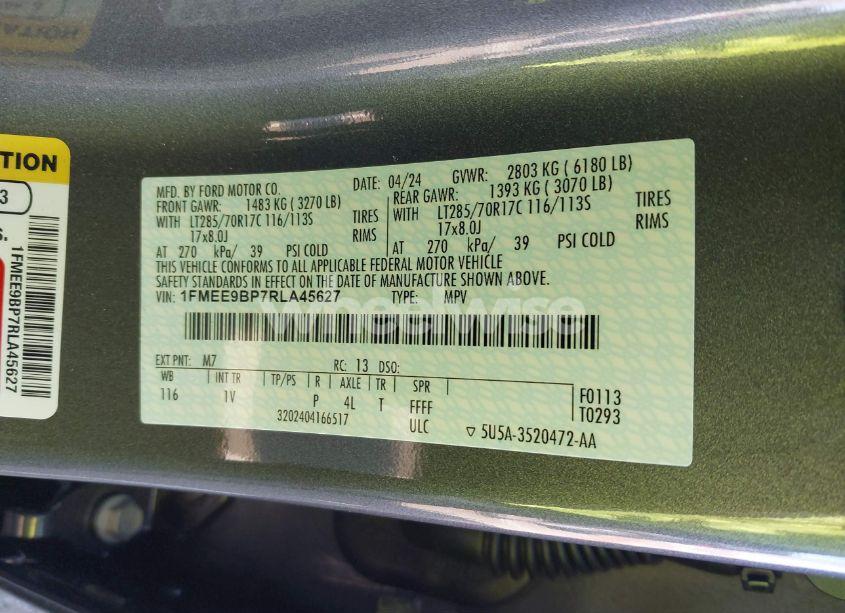 TION
3
S.
1FMEE9BP7RLA45627
MFD. BY FORD MOTOR CO.
DATE: 04/24 GVWR: 2803 KG ( 6180 LB)
FRONT GAWR: 1483 KG ( 3270 LB)
REAR GAWR: 1393 KG ( 3070 LB)
WITH LT285/70R17C 116/113S TIRES
WITH LT285/70R17C 116/113S TIRES
17x8.0J RIMS
17x8.0J RIMS
AT 270 kPa/ 39 PSI COLD
AT 270 kPa/ 39 PSI COLD
THIS VEHICLE CONFORMS TO ALL APPLICABLE FEDERAL MOTOR VEHICLE
SAFETY STANDARDS IN EFFECT ON THE DATE OF MANUFACTURE SHOWN ABOVE.
VIN: 1FMEE9BP7RLA45627 TYPE: MPV
wheelwise
EXT PNT: M7 RC: 13 DSO:
WB INT TR TP/PS R AXLE TR SPR
116 1V P 4L T FFFF
3202404166517 ULC
F0113
T0293
▽ 5U5A-3520472-AA